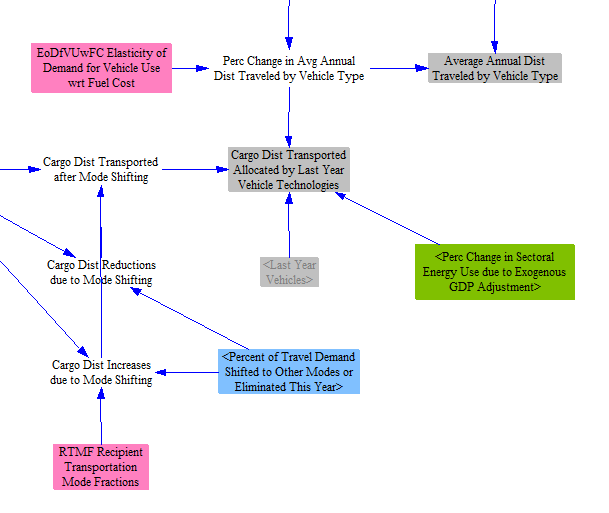 EoDfVUwFC Elasticity of
Demand for Vehicle Use
wrt Fuel Cost
Perc Change in Avg Annual
Dist Traveled by Vehicle Type
Average Annual Dist
Traveled by Vehicle Type
Cargo Dist Transported
after Mode Shifting
Cargo Dist Transported
Allocated by Last Year
Vehicle Technologies
Cargo Dist Reductions
due to Mode Shifting
<Last Year
Vehicles>
<Perc Change in Sectoral
Energy Use due to Exogenous
GDP Adjustment>
Cargo Dist Increases
due to Mode Shifting
<Percent of Travel Demand
Shifted to Other Modes or
Eliminated This Year>
RTMF Recipient
Transportation
Mode Fractions